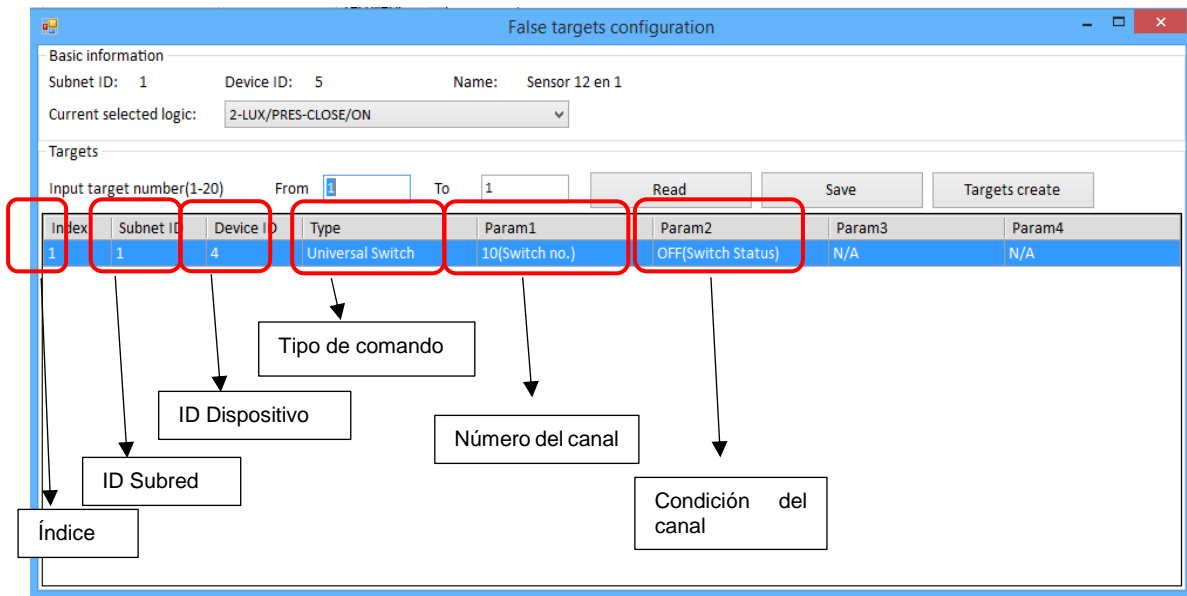 False targets configuration
Basic information
Subnet ID: 1 Device ID: 5 Name: Sensor 12 en 1
Current selected logic: 2-LUX/PRES-CLOSE/ON
Targets
Input target number(1-20) From 1 To 1 Read Save Targets create
Index Subnet ID Device ID Type Param1 Param2 Param3 Param4
1 1 4 Universal Switch 10(Switch no.) OFF(Switch Status) N/A N/A
Tipo de comando
ID Dispositivo
Número del canal
ID Subred
Condición del
canal
Índice